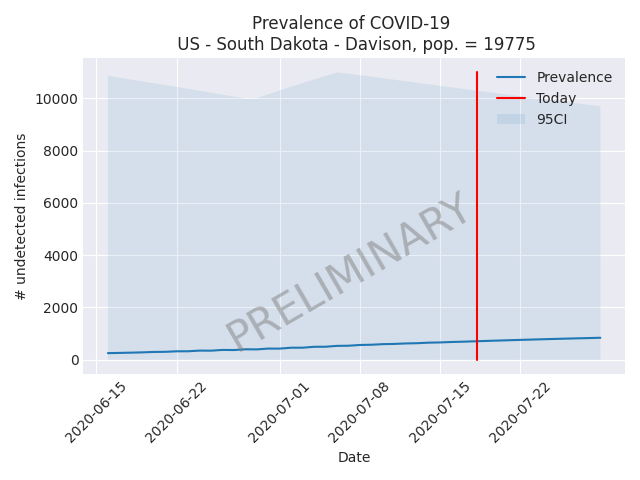 Prevalence of COVID-19
US - South Dakota - Davison, pop. = 19775
Prevalence
Today
95CI
10000
8000
6000
4000
2000
0
# undetected infections
PRELIMINARY
2020-06-15
2020-06-22
2020-07-01
2020-07-08
2020-07-15
2020-07-22
Date